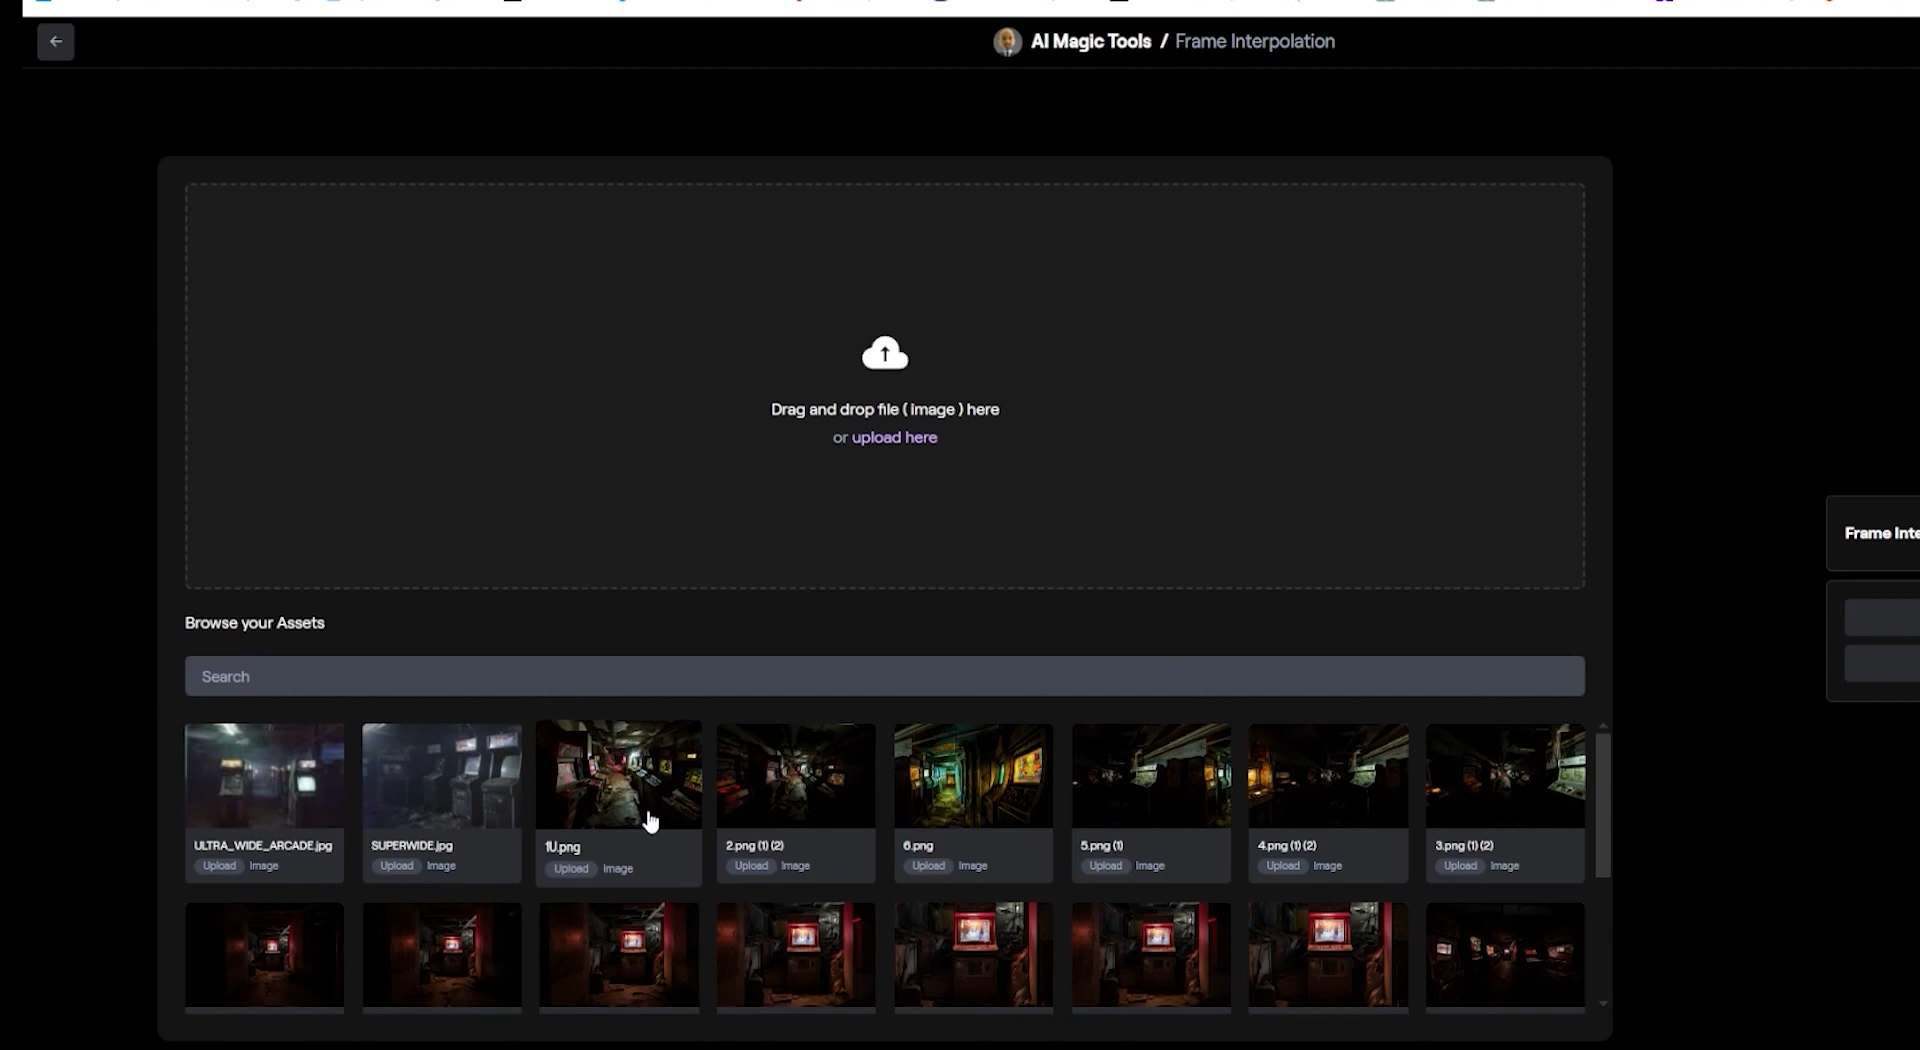 AI Magic Tools / Frame Interpolation
Drag and drop file ( image ) here
or upload here
Frame Inte
Browse your Assets
Search
ULTRA_WIDE_ARCADE.jpg
Upload Image
SUPERWIDE.jpg
Upload Image
1U.png
Upload Image
2.png (1) (2)
Upload Image
6.png
Upload Image
5.png (1)
Upload Image
4.png (1) (2)
Upload Image
3.png (1) (2)
Upload Image